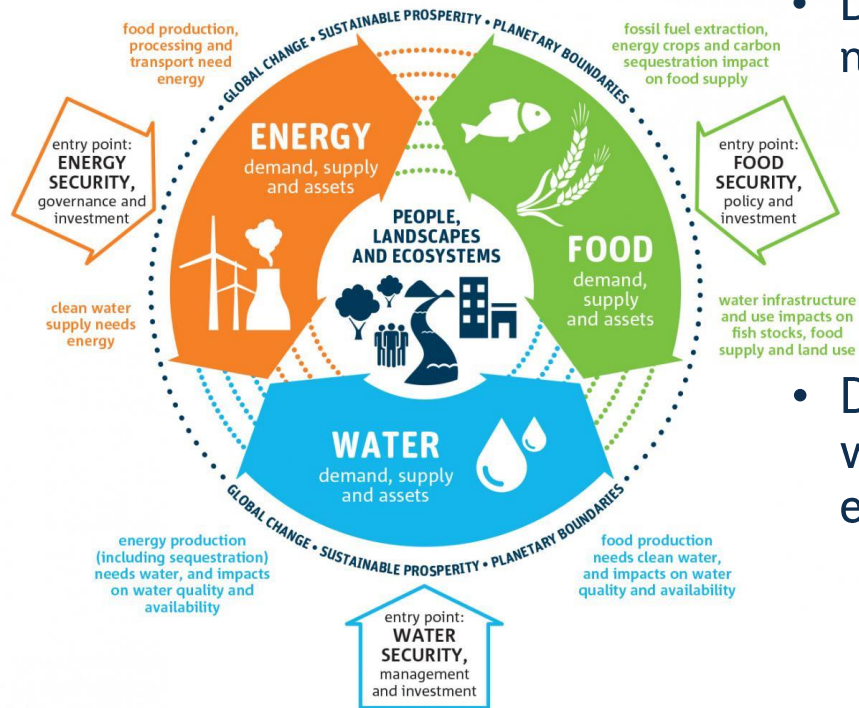 food production,
processing and
transport need
energy
GLOBAL CHANGE • SUSTAINABLE PROSPERITY • PLANETARY BOUNDARIES
fossil fuel extraction,
energy crops and carbon
sequestration impact
on food supply
entry point:
ENERGY
SECURITY,
governance and
investment
ENERGY
demand, supply
and assets
PEOPLE,
LANDSCAPES
AND ECOSYSTEMS
FOOD
demand,
supply
and assets
entry point:
FOOD
SECURITY,
policy and
investment
clean water
supply needs
energy
water infrastructure
and use impacts on
fish stocks, food
supply and land use
WATER
demand, supply
and assets
GLOBAL CHANGE • SUSTAINABLE PROSPERITY • PLANETARY BOUNDARIES
energy production
(including sequestration)
needs water, and impacts
on water quality and
availability
food production
needs clean water,
and impacts on water
quality and availability
entry point:
WATER
SECURITY,
management
and investment